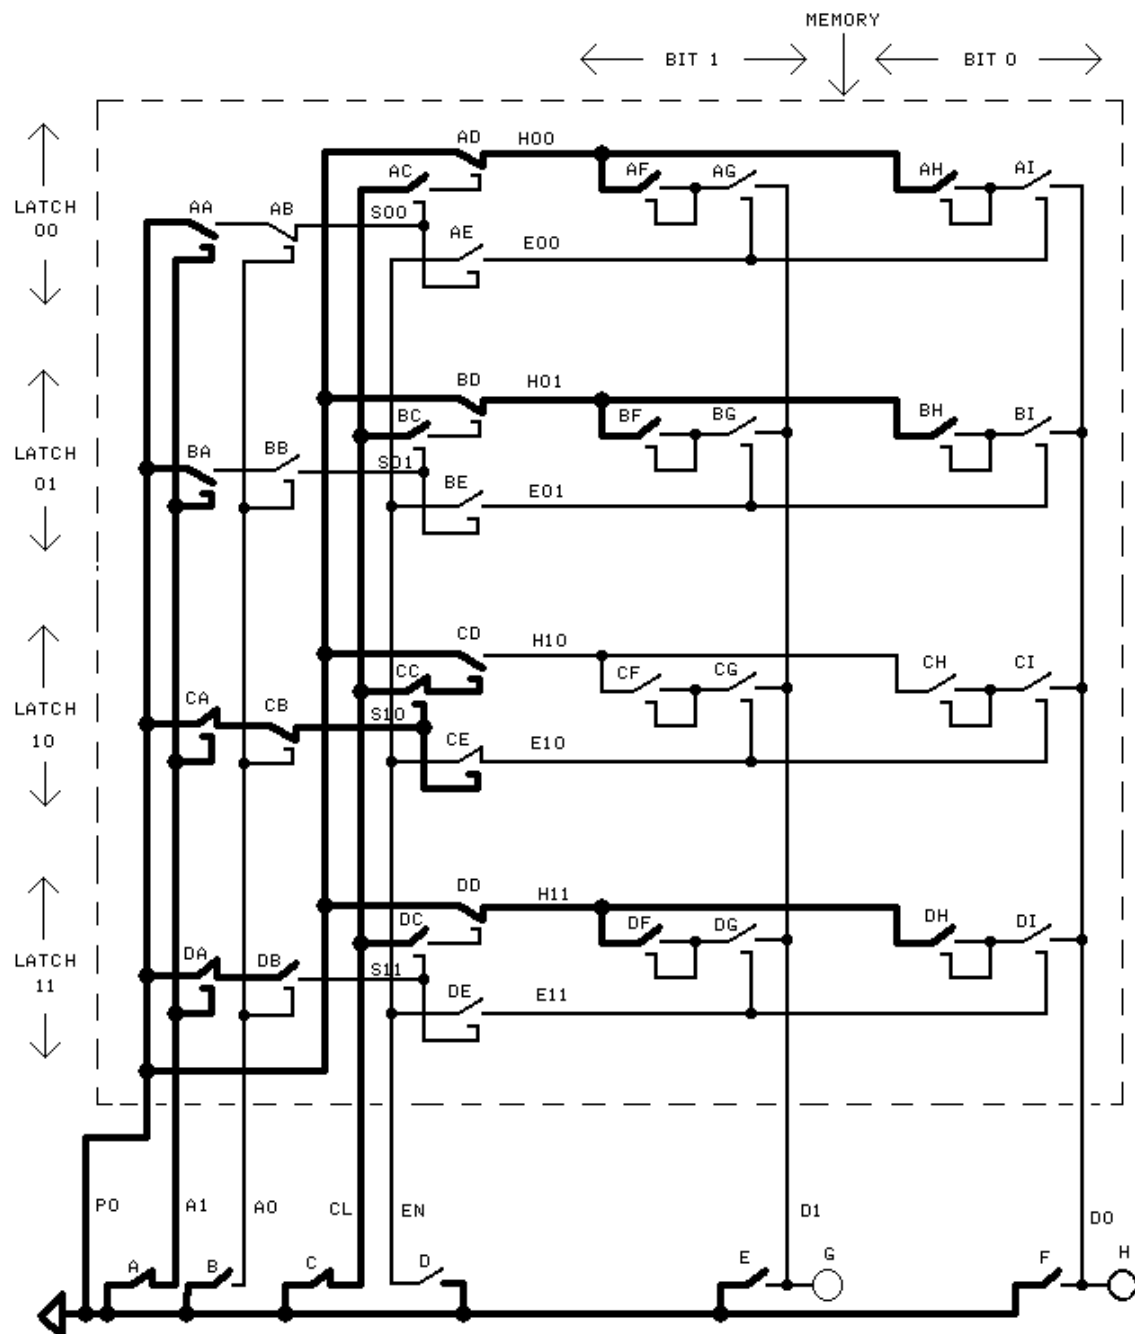 MEMORY
BIT 1
BIT 0
LATCH
00
AD
H00
AC
AF
AG
AH
AI
AA
AB
S00
AE
E00
LATCH
01
BD
H01
BC
BF
BG
BH
BI
BA
BB
S01
BE
E01
LATCH
10
CD
H10
CC
CF
CG
CH
CI
CA
CB
S10
CE
E10
LATCH
11
DD
H11
DC
DF
DG
DH
DI
DA
DB
S11
DE
E11
PO
A1
A0
CL
EN
D1
D0
A
B
C
D
E
G
F
H